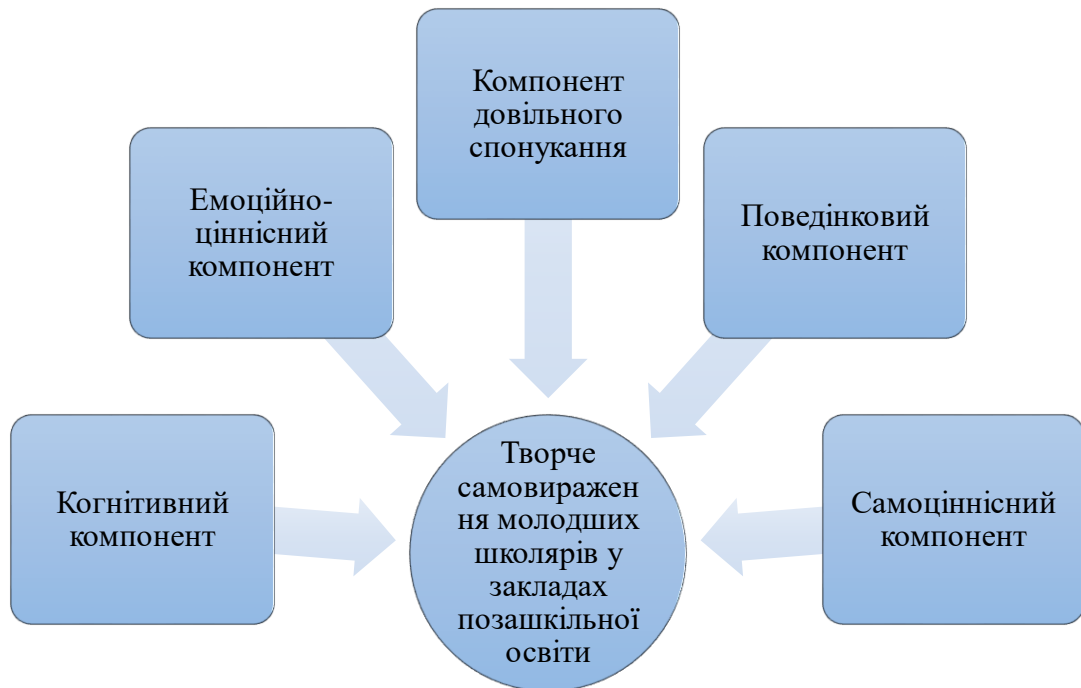 Компонент
довільного
спонукання
Емоційно-
ціннісний
компонент
Поведінковий
компонент
Когнітивний
компонент
Творче
самовиражен
ня молодших
школярів у
закладах
позашкільної
освіти
Самоціннісний
компонент